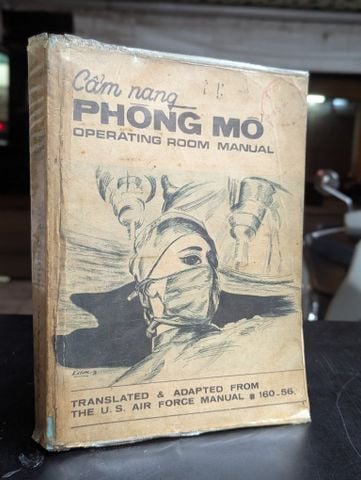 Cẩm nang
PHÒNG MỔ
OPERATING ROOM MANUAL
TRANSLATED & ADAPTED FROM
THE U.S. AIR FORCE MANUAL # 160-56.